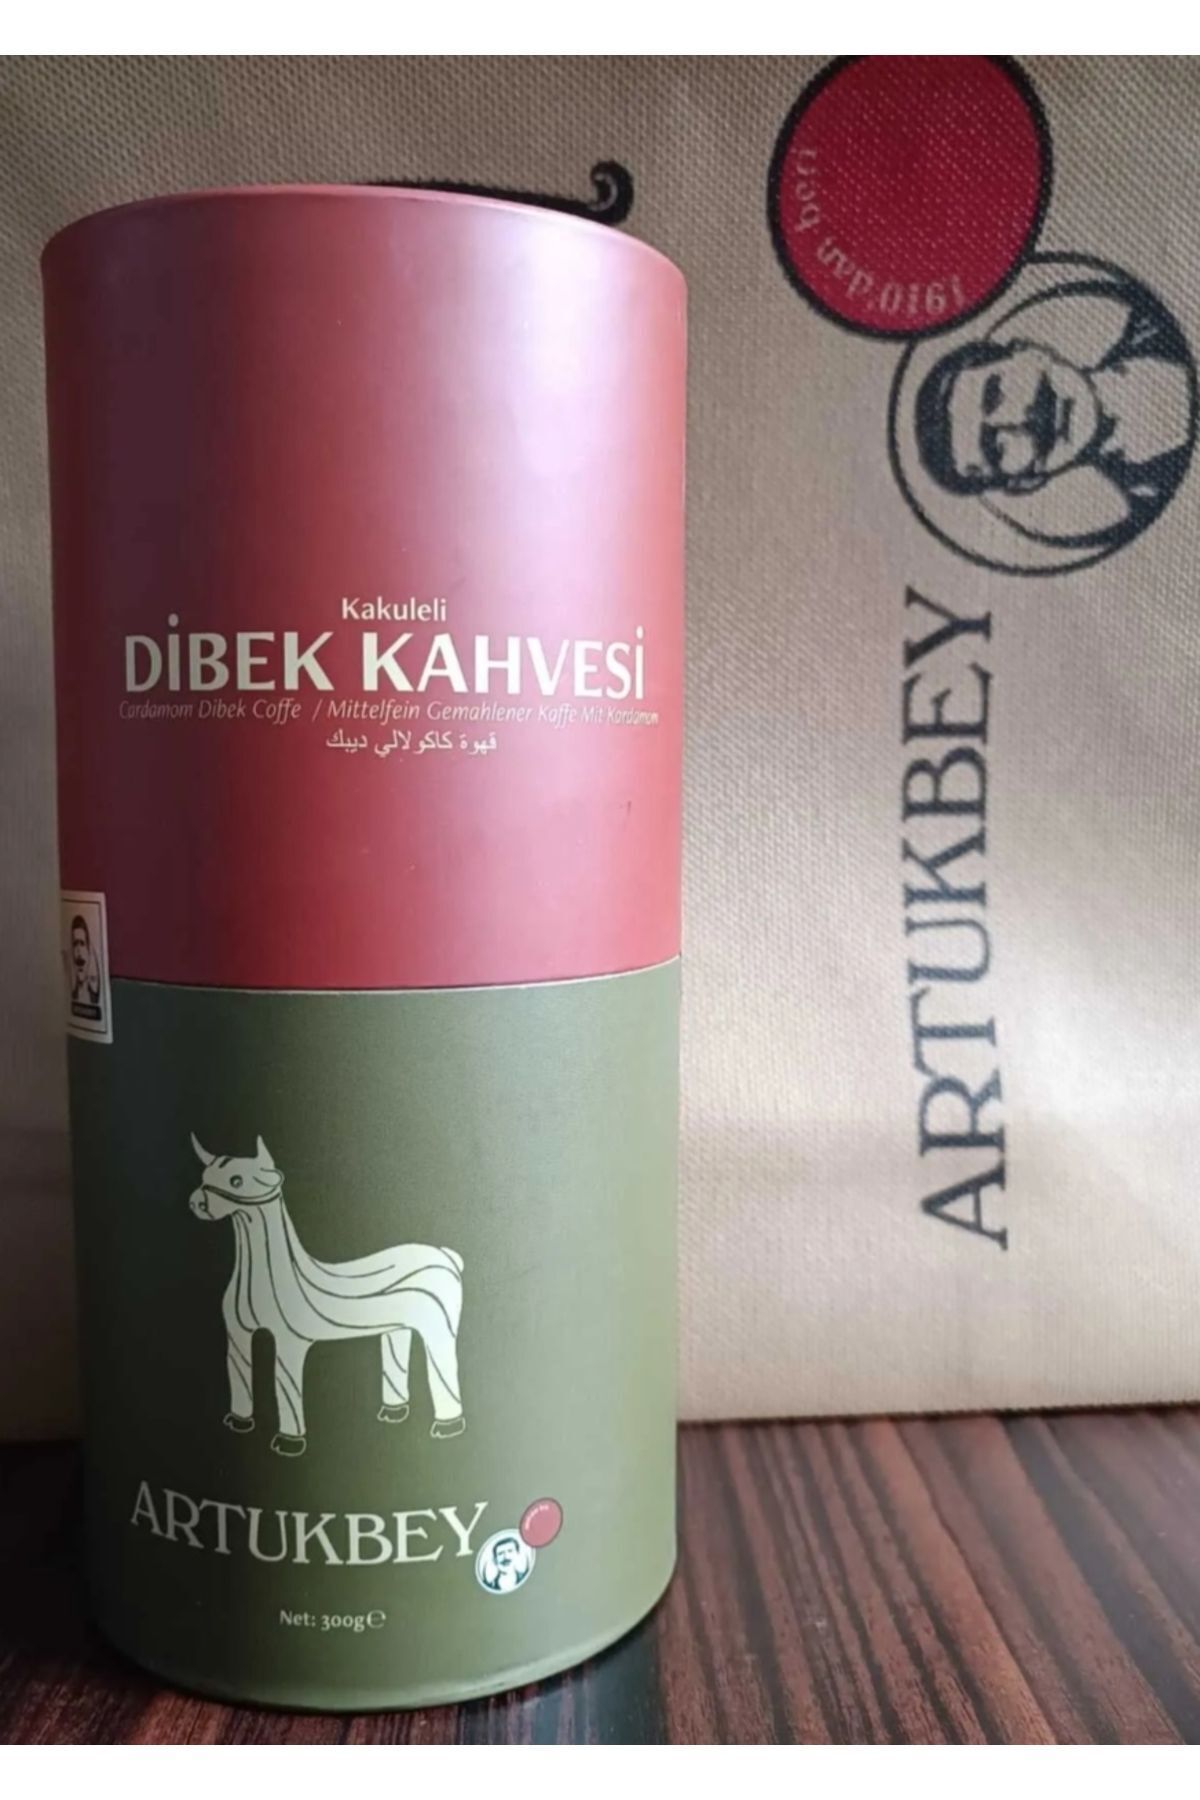 Kakuleli
DİBEK KAHVESİ
Cardamom Dibek Coffe / Mittelfein Gemahlener Kaffe Mit Kardamom
قهوة كاكولالي ديبك
ARTUKBEY
Net: 300g℮
1910'dan beri
ARTUKBEY